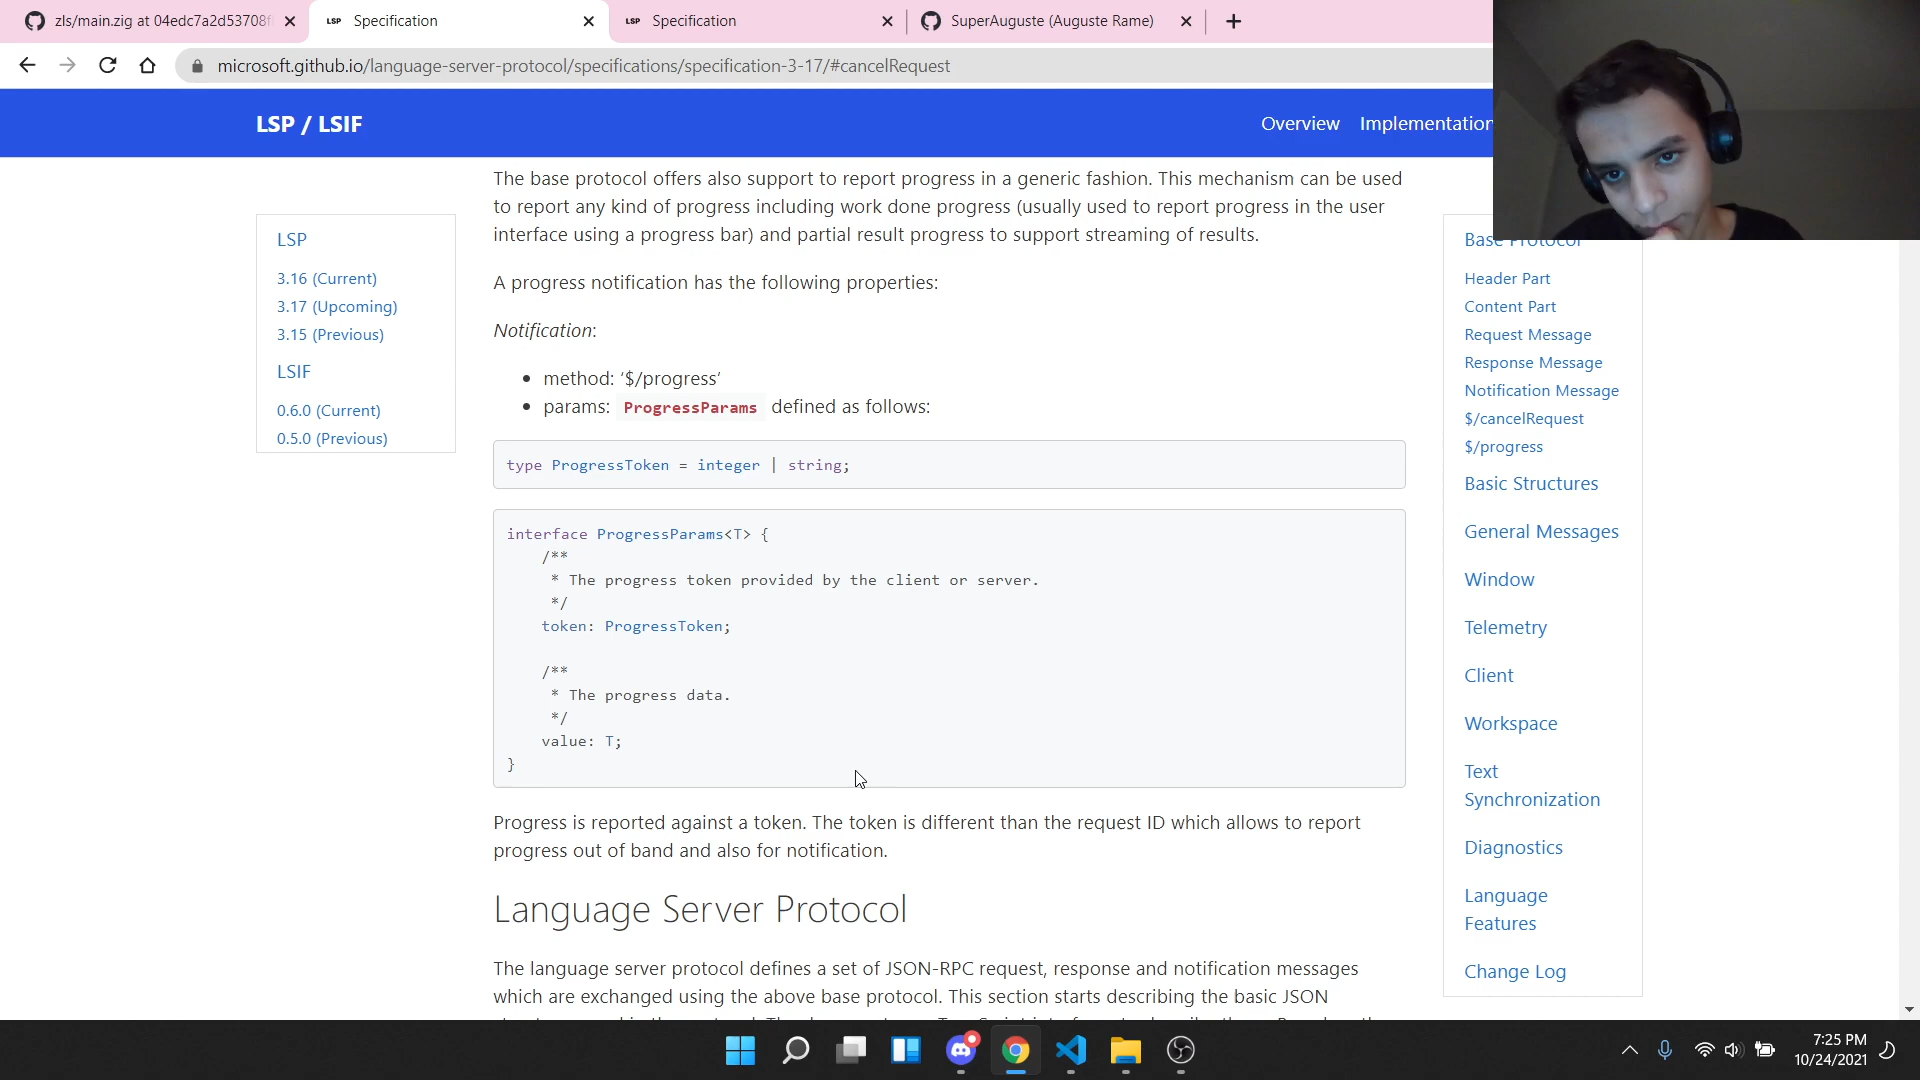 zls/main.zig at 04edc7a2d53708f
LSP Specification
LSP Specification
SuperAuguste (Auguste Rame)
microsoft.github.io/language-server-protocol/specifications/specification-3-17/#cancelRequest
LSP / LSIF
Overview
Implementation
LSP
3.16 (Current)
3.17 (Upcoming)
3.15 (Previous)
LSIF
0.6.0 (Current)
0.5.0 (Previous)
The base protocol offers also support to report progress in a generic fashion. This mechanism can be used
to report any kind of progress including work done progress (usually used to report progress in the user
interface using a progress bar) and partial result progress to support streaming of results.
A progress notification has the following properties:
Notification:
• method: ‘$/progress’
• params: ProgressParams defined as follows:
type ProgressToken = integer | string;
interface ProgressParams<T> {
/**
* The progress token provided by the client or server.
*/
token: ProgressToken;
/**
* The progress data.
*/
value: T;
}
Progress is reported against a token. The token is different than the request ID which allows to report
progress out of band and also for notification.
Language Server Protocol
The language server protocol defines a set of JSON-RPC request, response and notification messages
which are exchanged using the above base protocol. This section starts describing the basic JSON
Base Protocol
Header Part
Content Part
Request Message
Response Message
Notification Message
$/cancelRequest
$/progress
Basic Structures
General Messages
Window
Telemetry
Client
Workspace
Text
Synchronization
Diagnostics
Language
Features
Change Log
7:25 PM
10/24/2021